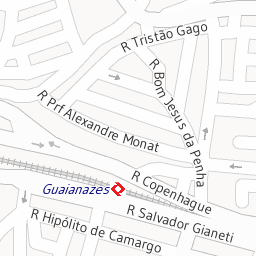 R Tristão Gago
R Bom Jesus da Penha
R Prf Alexandre Monat
R Copenhague
Guaianazes
R Salvador Gianeti
R Hipólito de Camargo